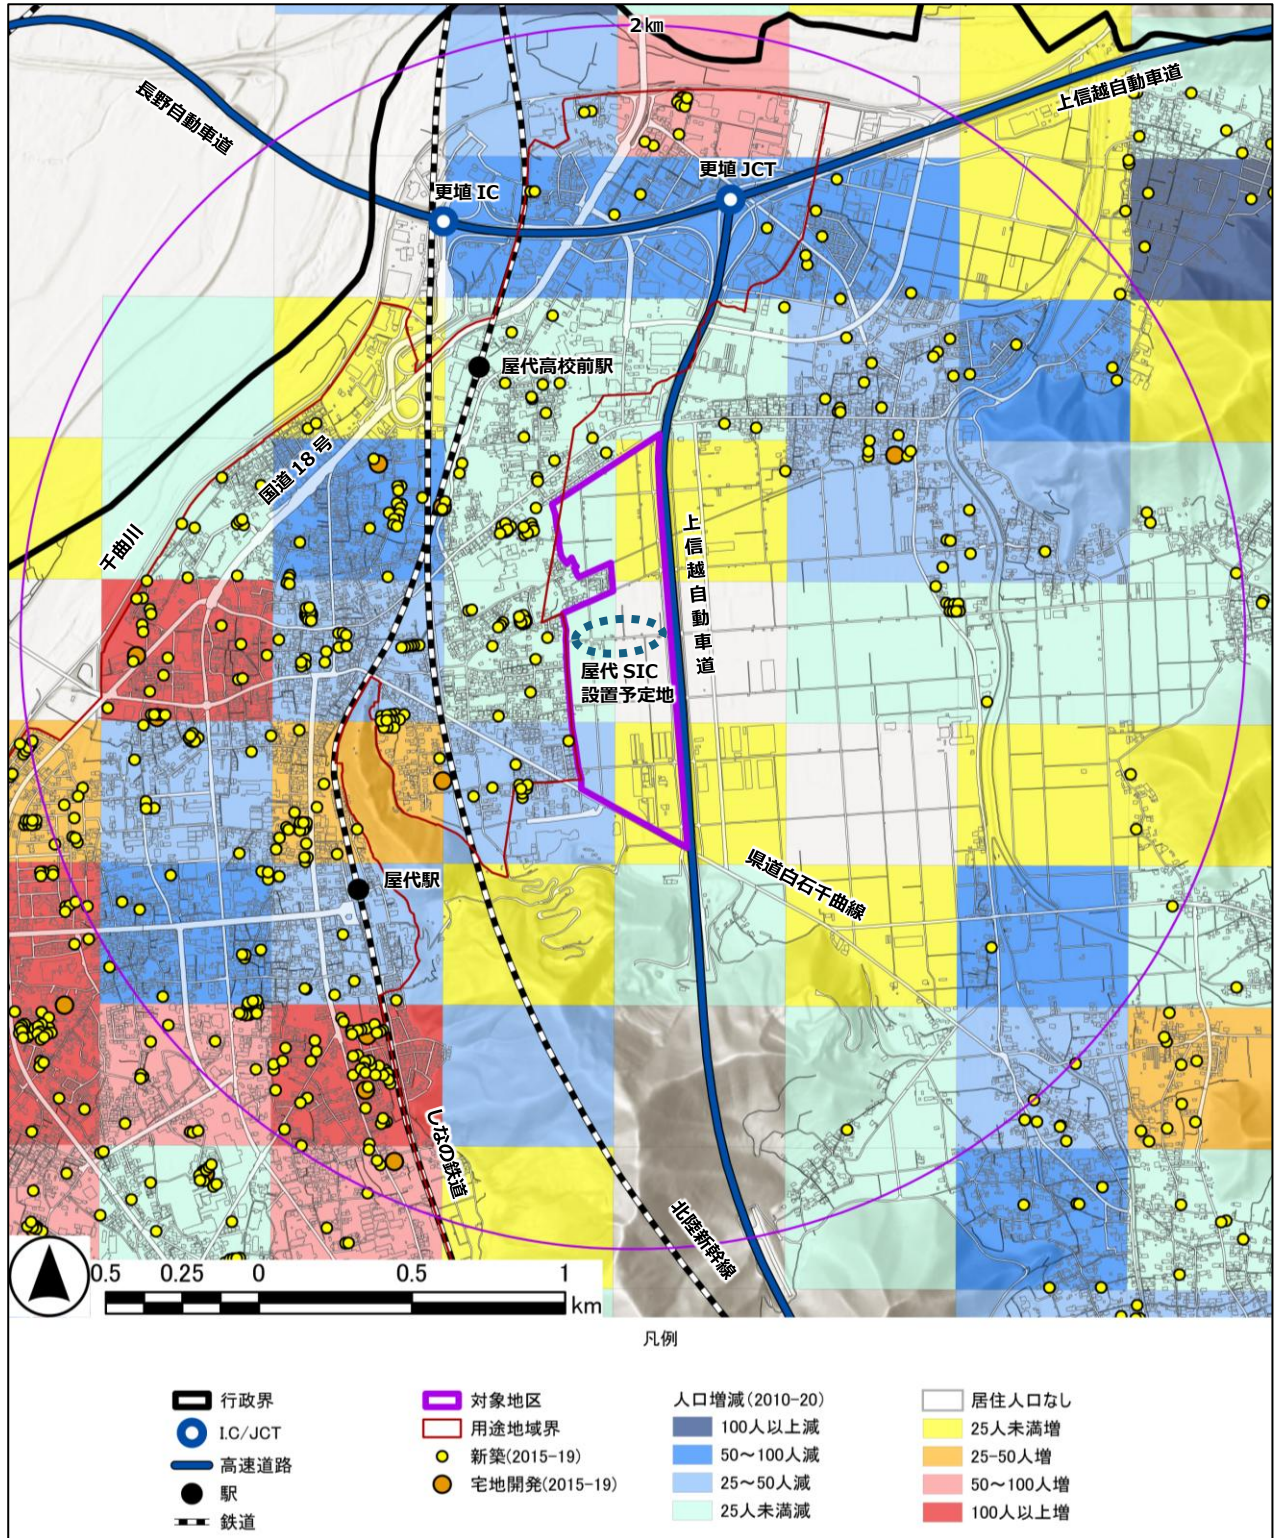 2㎞
長野自動車道
上信越自動車道
更埴 IC
更埴 JCT
屋代高校前駅
国道 18 号
千曲川
上信越自動車道
屋代 SIC
設置予定地
県道白石千曲線
屋代駅
しなの鉄道
北陸新幹線
0.5 0.25 0 0.5 1
km
凡例
行政界
I.C/JCT
高速道路
駅
鉄道
対象地区
用途地域界
新築(2015-19)
宅地開発(2015-19)
人口増減(2010-20)
100人以上減
50～100人減
25～50人減
25人未満減
居住人口なし
25人未満増
25-50人増
50～100人増
100人以上増